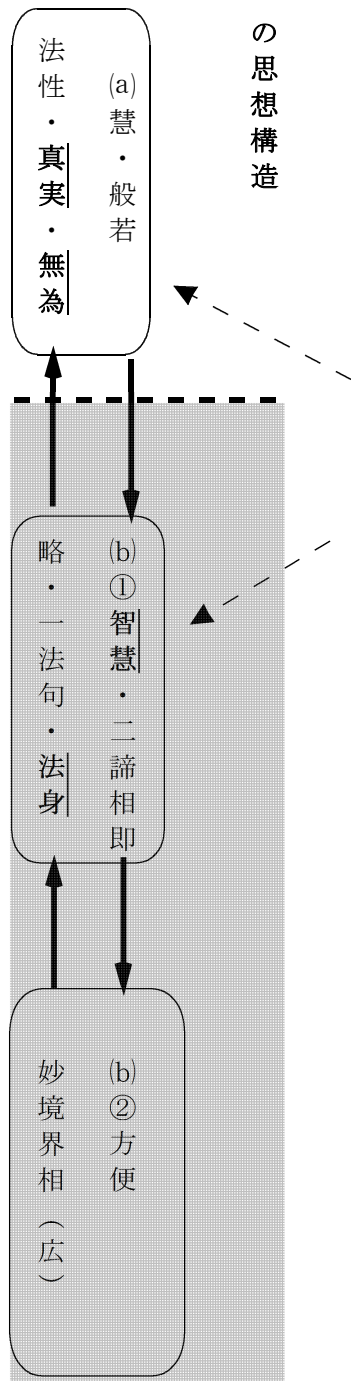 の思想構造
(a)慧・般若
法性・真実・無為
(b)①智慧・二諦相即
略・一法句・法身
(b)②方便
妙境界相（広）